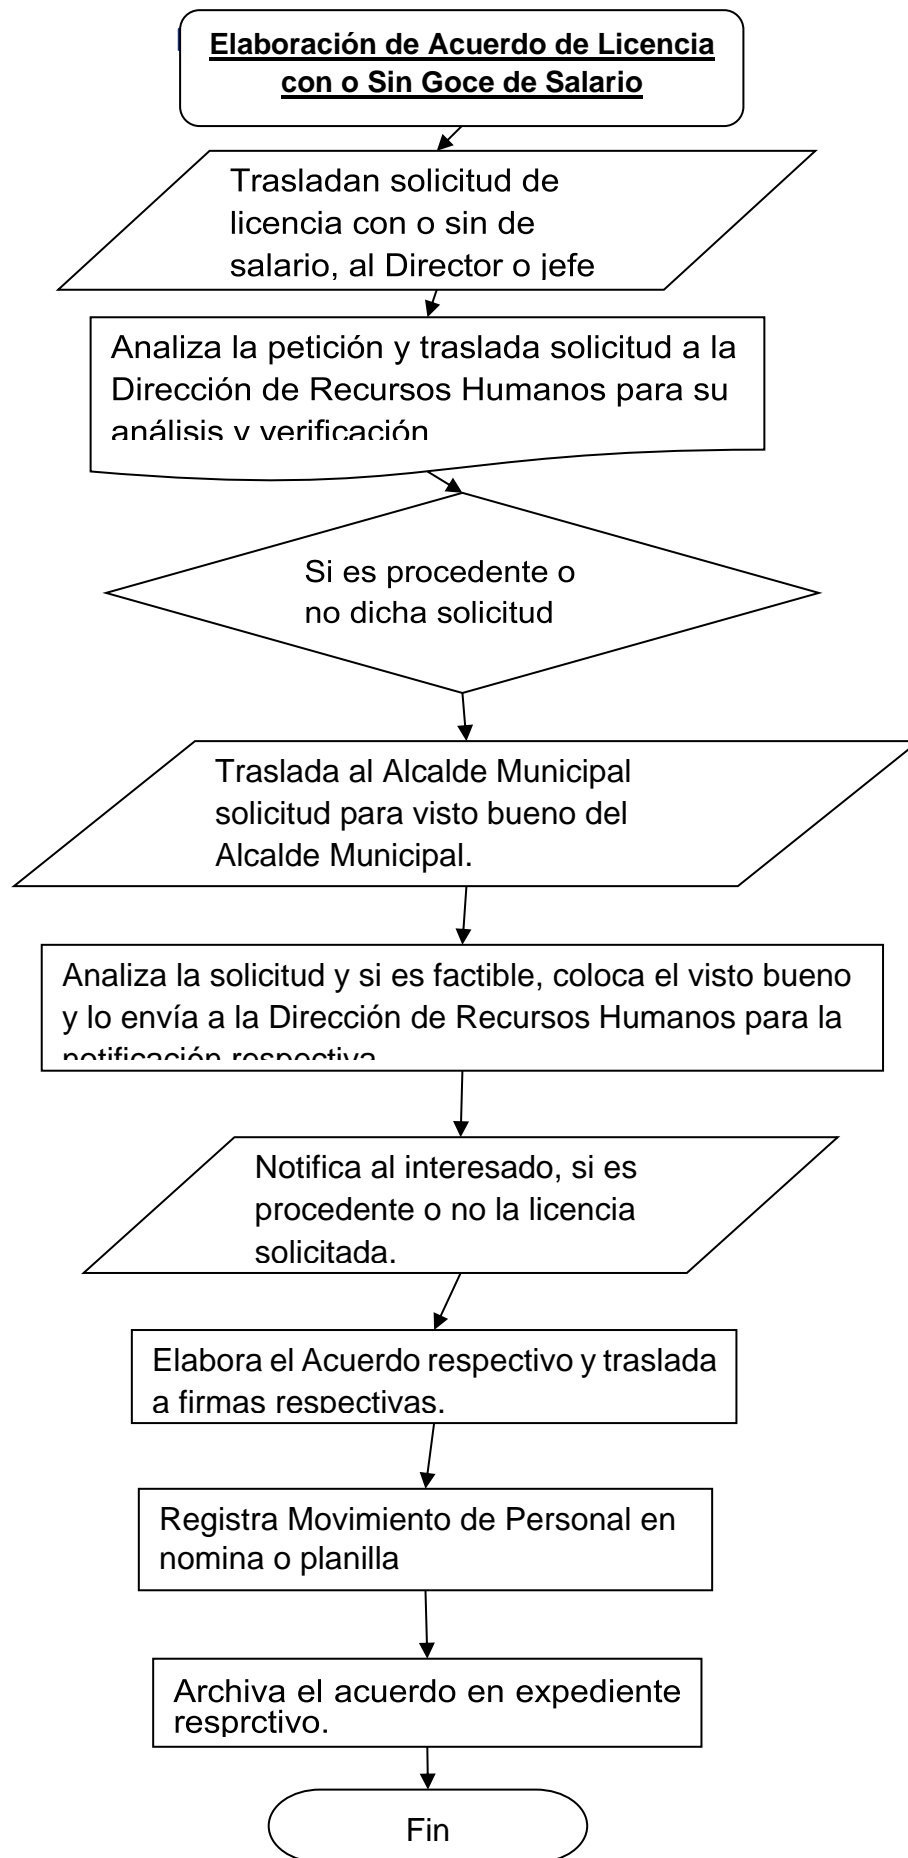 Elaboración de Acuerdo de Licencia
con o Sin Goce de Salario
Trasladan solicitud de
licencia con o sin de
salario, al Director o jefe
Analiza la petición y traslada solicitud a la
Dirección de Recursos Humanos para su
análisis y verificación
Si es procedente o
no dicha solicitud
Traslada al Alcalde Municipal
solicitud para visto bueno del
Alcalde Municipal.
Analiza la solicitud y si es factible, coloca el visto bueno
y lo envía a la Dirección de Recursos Humanos para la
notificación respectiva
Notifica al interesado, si es
procedente o no la licencia
solicitada.
Elabora el Acuerdo respectivo y traslada
a firmas respectivas.
Registra Movimiento de Personal en
nomina o planilla
Archiva el acuerdo en expediente
resprctivo.
Fin